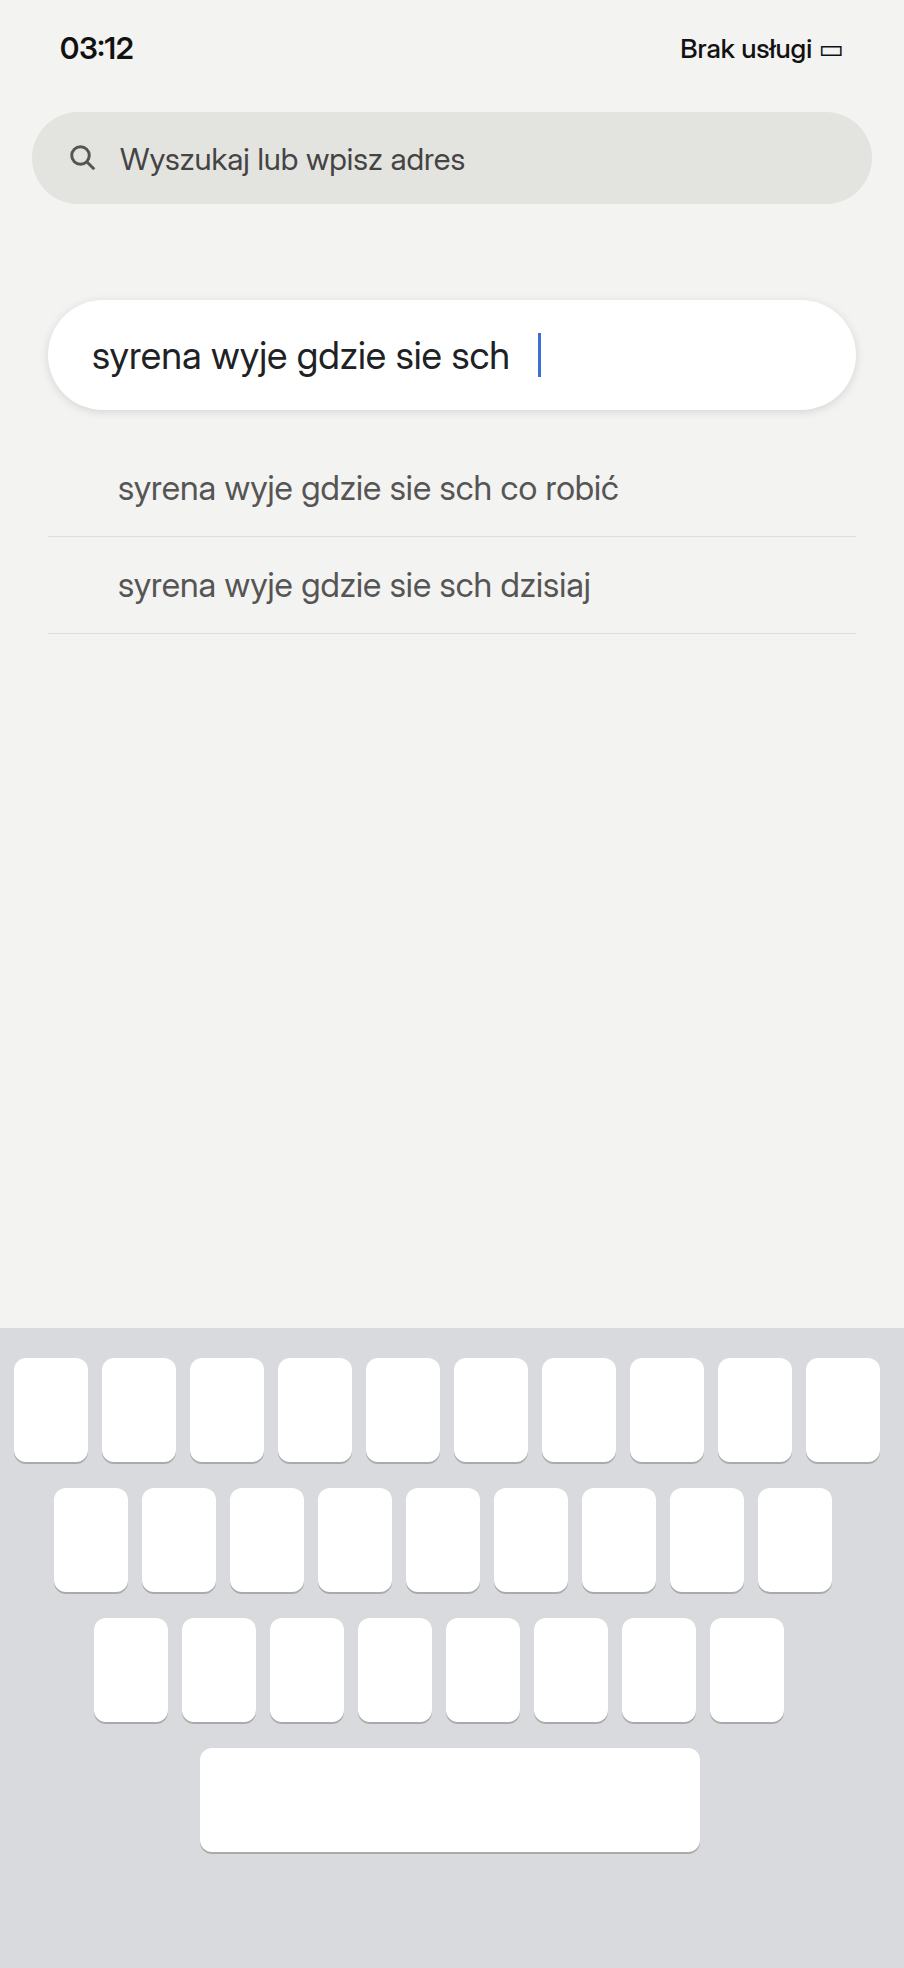 03:12 Brak usługi
Wyszukaj lub wpisz adres
syrena wyje gdzie sie sch
syrena wyje gdzie sie sch co robić
syrena wyje gdzie sie sch dzisiaj